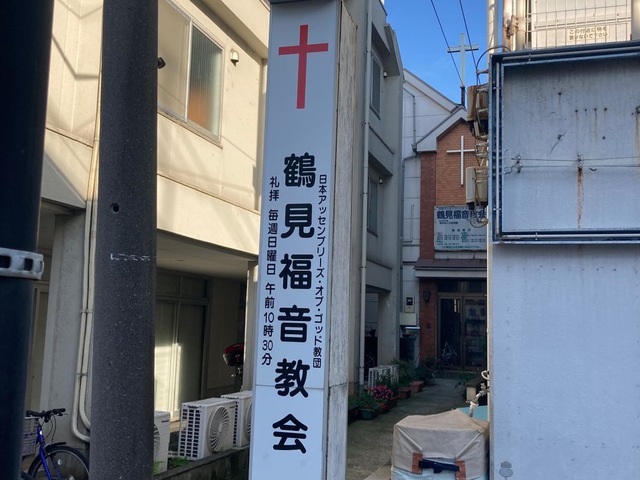 日本アッセンブリーズ・オブ・ゴッド教団
鶴見福音教会
礼拝 毎週日曜日 午前10時30分
鶴見福音教会